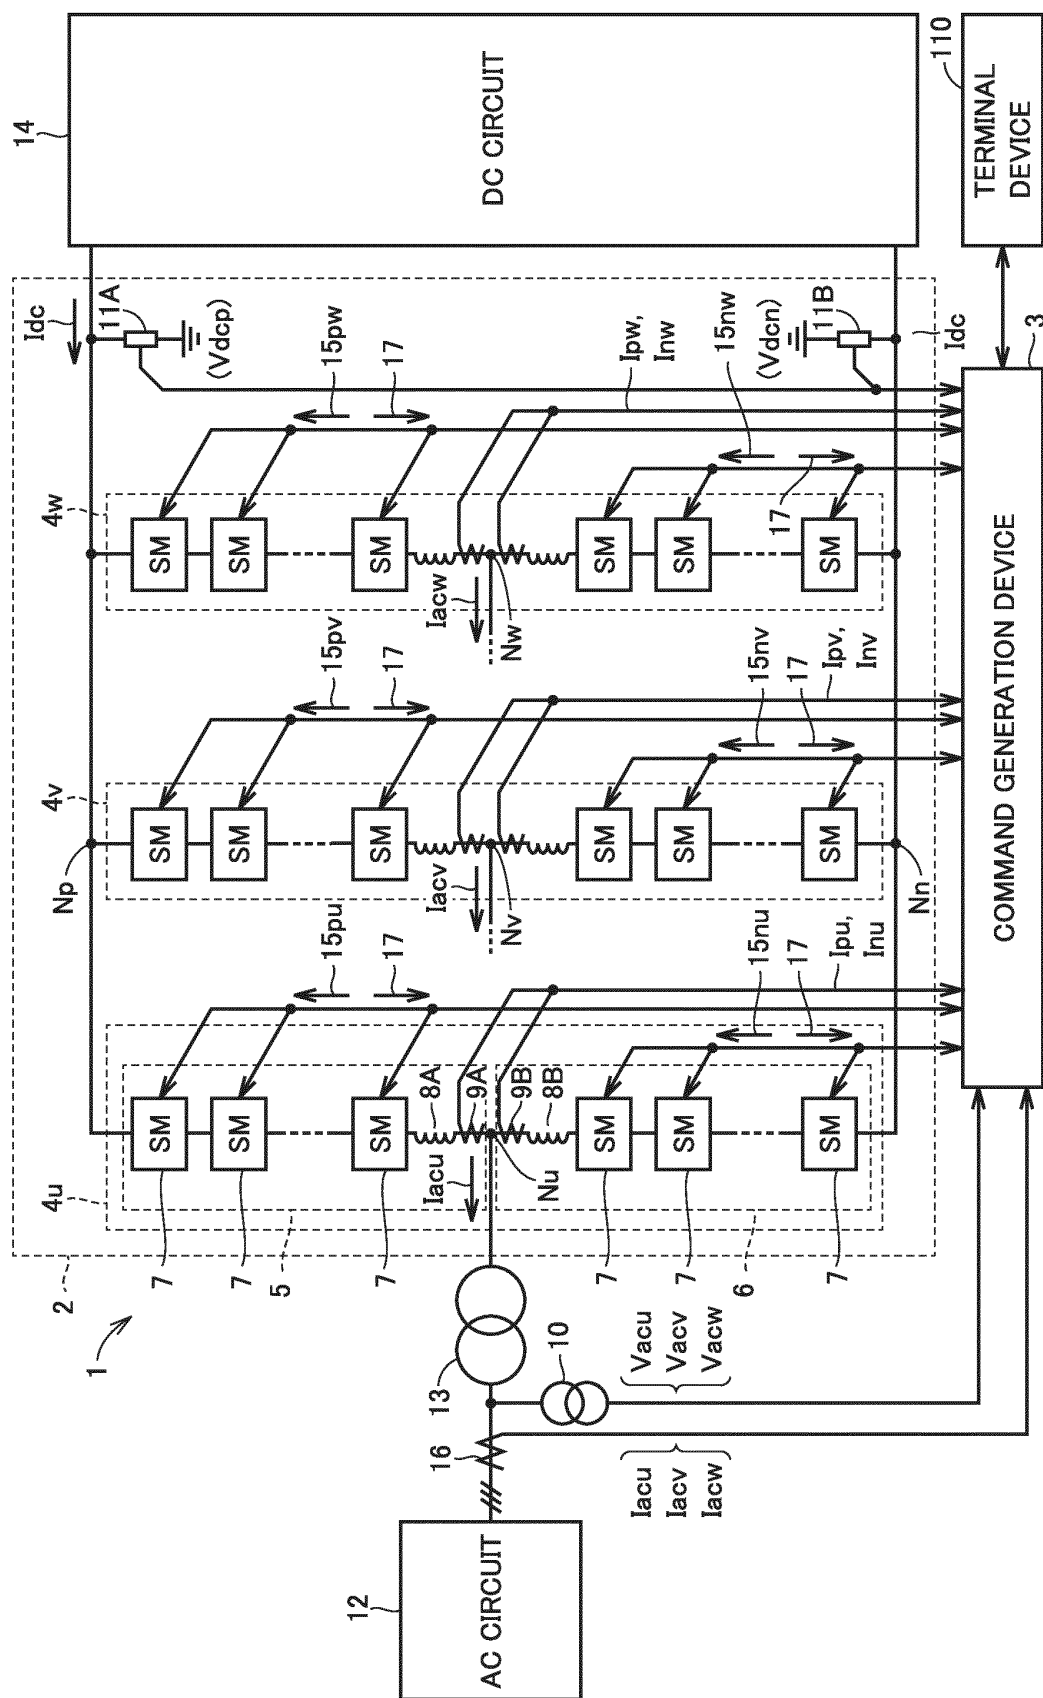 14
DC CIRCUIT
110
TERMINAL
DEVICE
Idc
11A
(Vdcp)
15pw
17
Ipw,
Inw
15nw
(Vdcn)
11B
Idc
3
4w
SM
SM
SM
SM
SM
SM
17
Iacw
Nw
15pv
17
Ipv,
Inv
15nv
17
4v
SM
SM
SM
SM
SM
SM
Np
Iacv
Nv
Nn
COMMAND GENERATION DEVICE
15pu
17
Ipu,
Inu
15nu
17
4u
SM
SM
SM
8A
9A
9B
8B
SM
SM
SM
Iacu
Nu
2
7
7
5
7
7
7
6
7
1
13
10
Vacu
Vacv
Vacw
16
Iacu
Iacv
Iacw
12
AC CIRCUIT